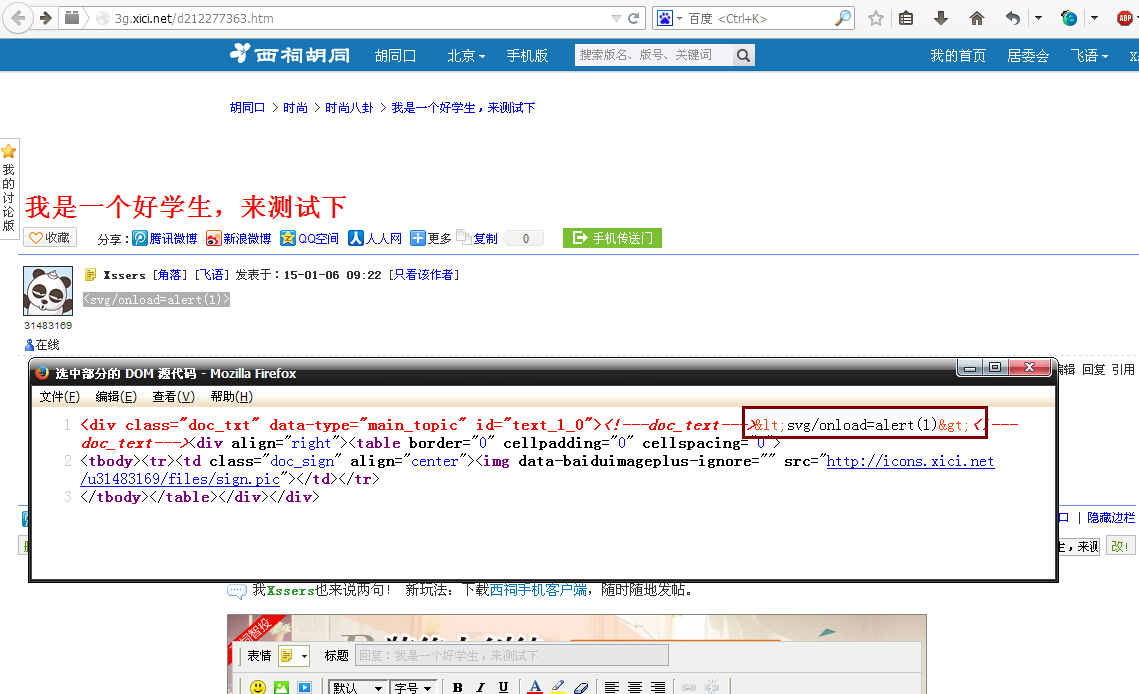 3g.xici.net/d212277363.htm
百度 <Ctrl+K>
ABP
西祠胡同 胡同口 北京 手机版 搜索版名、版号、关键词 我的首页 居委会 飞语
胡同口 > 时尚 > 时尚八卦 > 我是一个好学生，来测试下
我的讨论版
我是一个好学生，来测试下
收藏 分享： 腾讯微博 新浪微博 QQ空间 人人网 更多 复制 0 手机传送门
Xssers [角落] [飞语] 发表于：15-01-06 09:22 [只看该作者]
<svg/onload=alert(1)>
31483169
在线
编辑 回复 引用
选中部分的 DOM 源代码 - Mozilla Firefox
文件(F) 编辑(E) 查看(V) 帮助(H)
1 <div class="doc_txt" data-type="main_topic" id="text_1_0"><!---doc_text--->&lt;svg/onload=alert(1)&gt;<!---
doc_text---><div align="right"><table border="0" cellpadding="0" cellspacing="0">
2 <tbody><tr><td class="doc_sign" align="center"><img data-baiduimageplus-ignore="" src="http://icons.xici.net
/u31483169/files/sign.pic"></td></tr>
3 </tbody></table></div></div>
口 | 隐藏边栏
生，来测 改!
我Xssers也来说两句！ 新玩法：下载西祠手机客户端，随时随地发帖。
表情 标题 回复：我是一个好学生，来测试下
默认 字号 B I U A